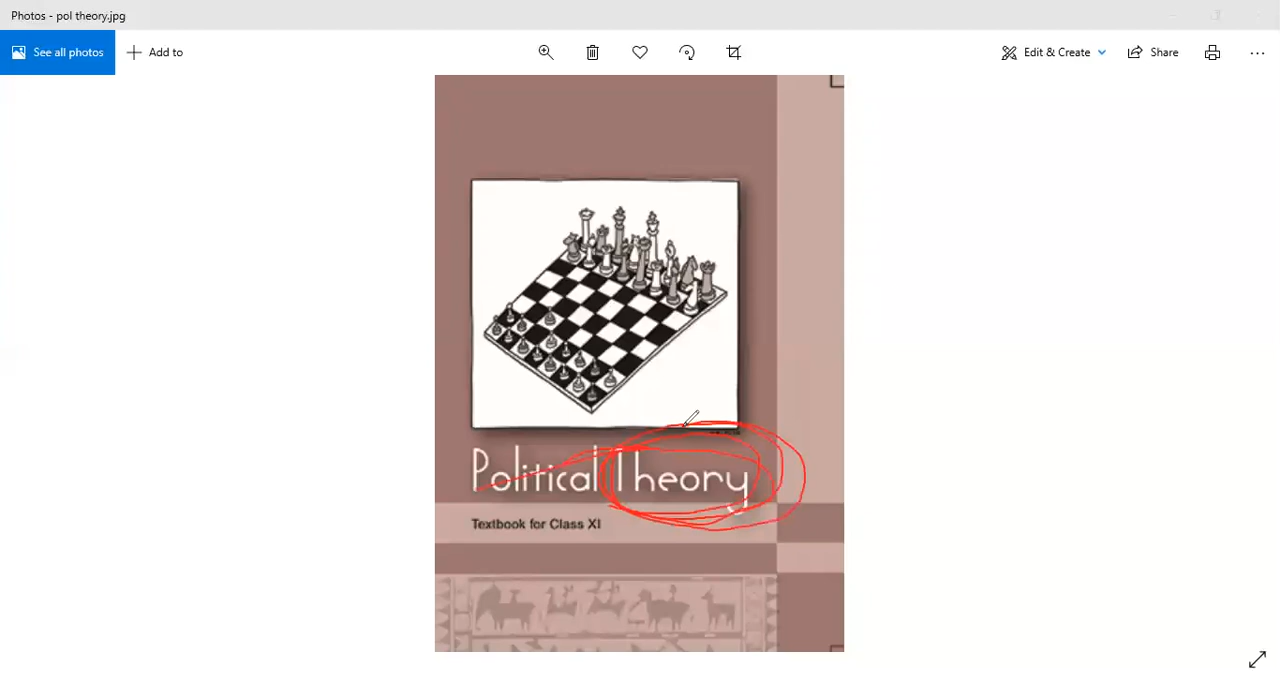 Photos - pol theory.jpg
See all photos
Add to
Edit & Create
Share
Political Theory
Textbook for Class XI